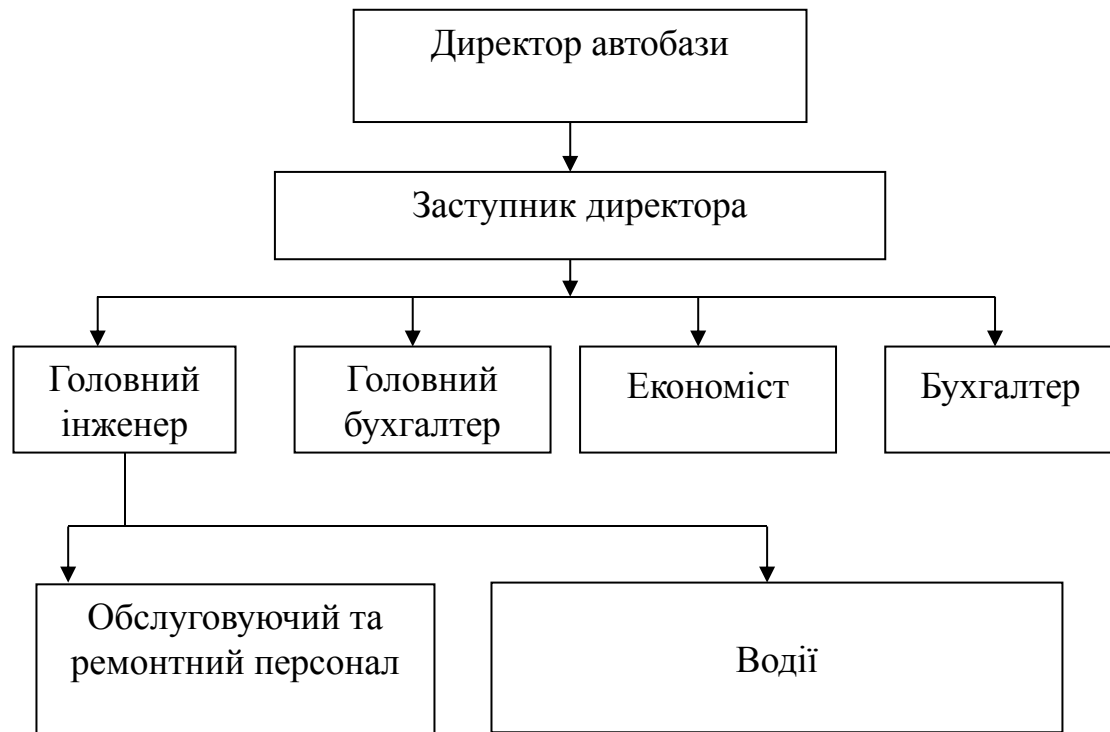 Директор автобази
Заступник директора
Головний
інженер
Головний
бухгалтер
Економіст
Бухгалтер
Обслуговуючий та
ремонтний персонал
Водії